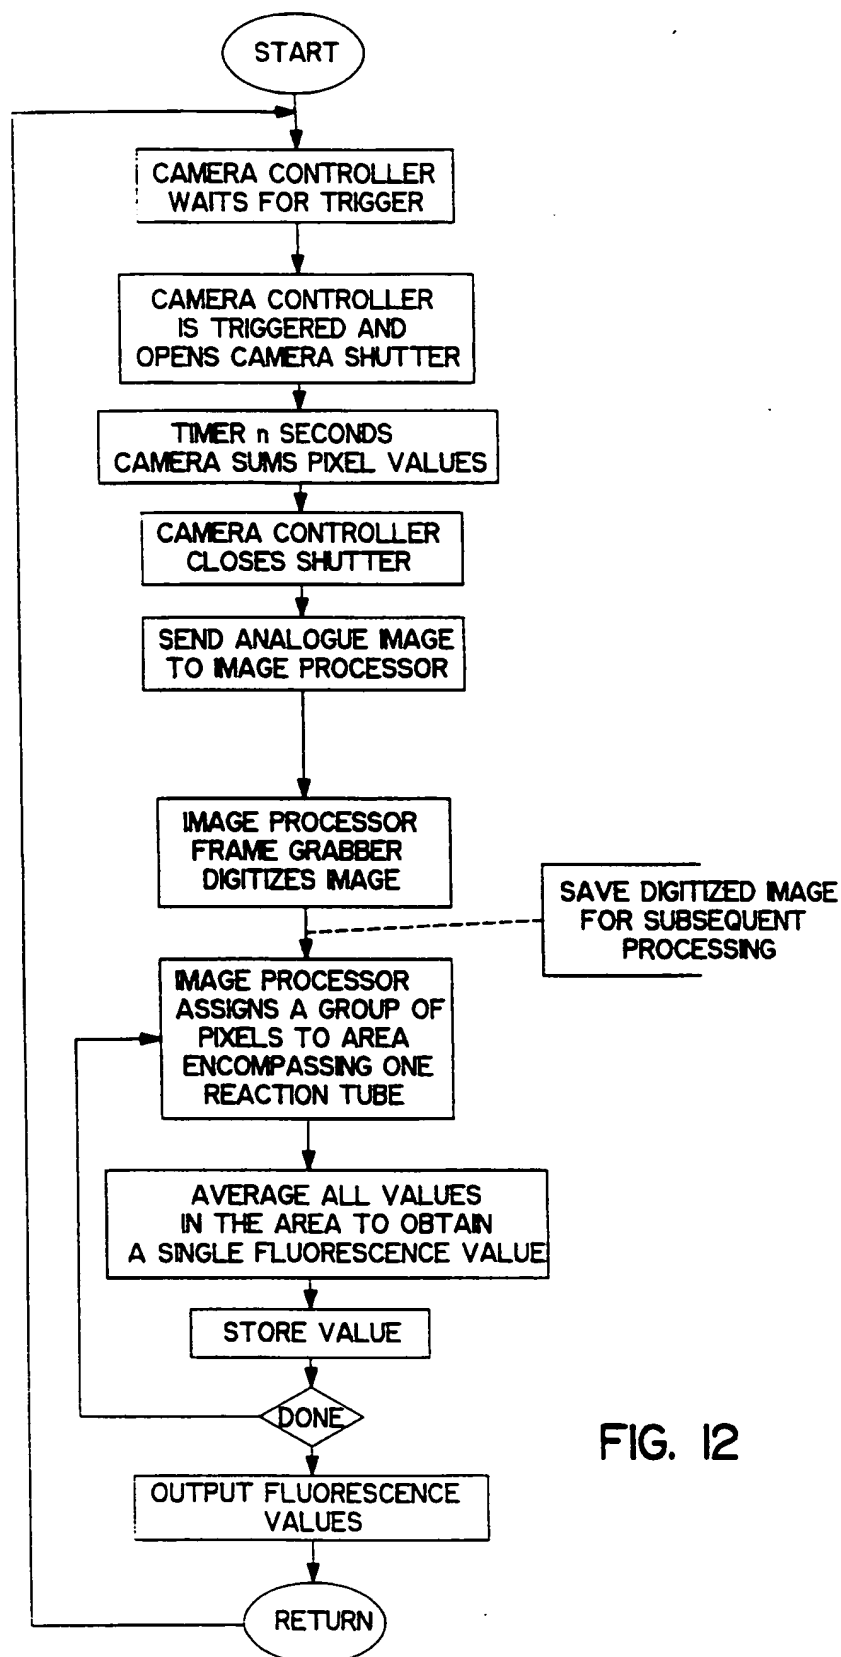 START
CAMERA CONTROLLER
WAITS FOR TRIGGER
CAMERA CONTROLLER
IS TRIGGERED AND
OPENS CAMERA SHUTTER
TIMER n SECONDS
CAMERA SUMS PIXEL VALUES
CAMERA CONTROLLER
CLOSES SHUTTER
SEND ANALOGUE IMAGE
TO IMAGE PROCESSOR
IMAGE PROCESSOR
FRAME GRABBER
DIGITIZES IMAGE
SAVE DIGITIZED IMAGE
FOR SUBSEQUENT
PROCESSING
IMAGE PROCESSOR
ASSIGNS A GROUP OF
PIXELS TO AREA
ENCOMPASSING ONE
REACTION TUBE
AVERAGE ALL VALUES
IN THE AREA TO OBTAIN
A SINGLE FLUORESCENCE VALUE
STORE VALUE
DONE
FIG. 12
OUTPUT FLUORESCENCE
VALUES
RETURN